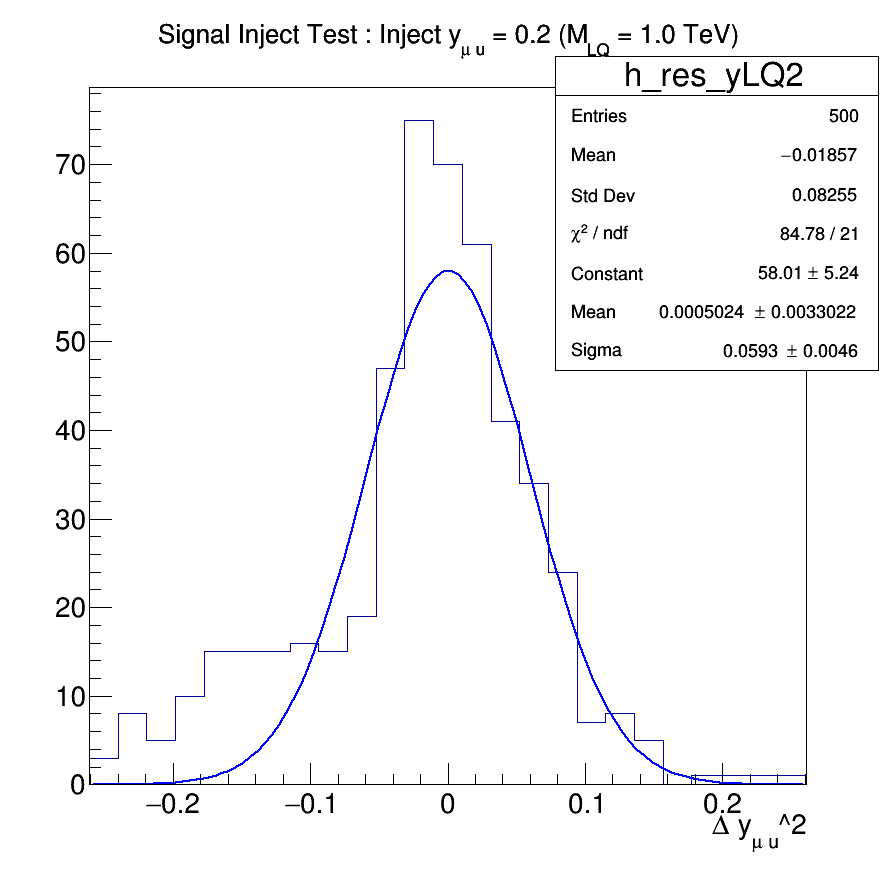 Signal Inject Test : Inject y_μu = 0.2 (M_LQ = 1.0 TeV)
h_res_yLQ2
Entries 500
Mean −0.01857
Std Dev 0.08255
χ² / ndf 84.78 / 21
Constant 58.01 ± 5.24
Mean 0.0005024 ± 0.0033022
Sigma 0.0593 ± 0.0046
70
60
50
40
30
20
10
0
−0.2 −0.1 0 0.1 0.2
Δ y_μu^2